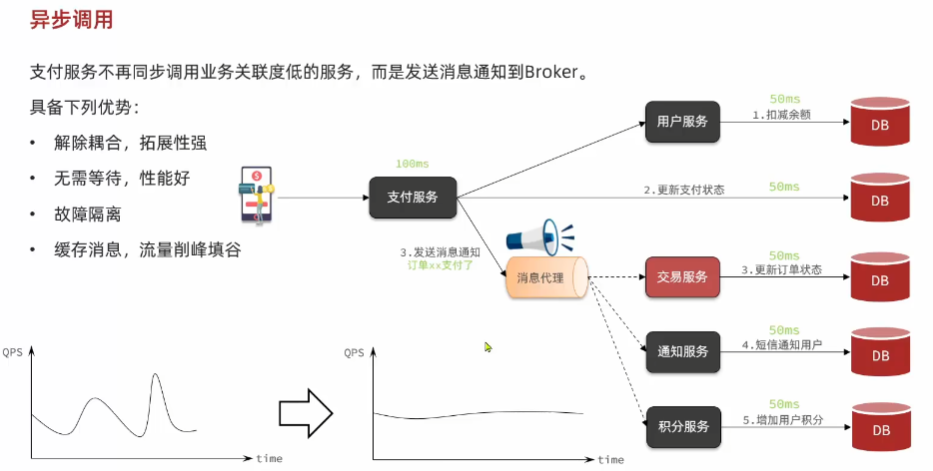 异步调用
支付服务不再同步调用业务关联度低的服务，而是发送消息通知到Broker。
具备下列优势：
• 解除耦合，拓展性强
• 无需等待，性能好
• 故障隔离
• 缓存消息，流量削峰填谷
100ms
支付服务
用户服务
50ms
1.扣减余额
DB
2.更新支付状态
50ms
DB
3.发送消息通知
订单xx支付了
消息代理
交易服务
50ms
3.更新订单状态
DB
通知服务
50ms
4.短信通知用户
DB
积分服务
50ms
5.增加用户积分
DB
QPS
time
QPS
time